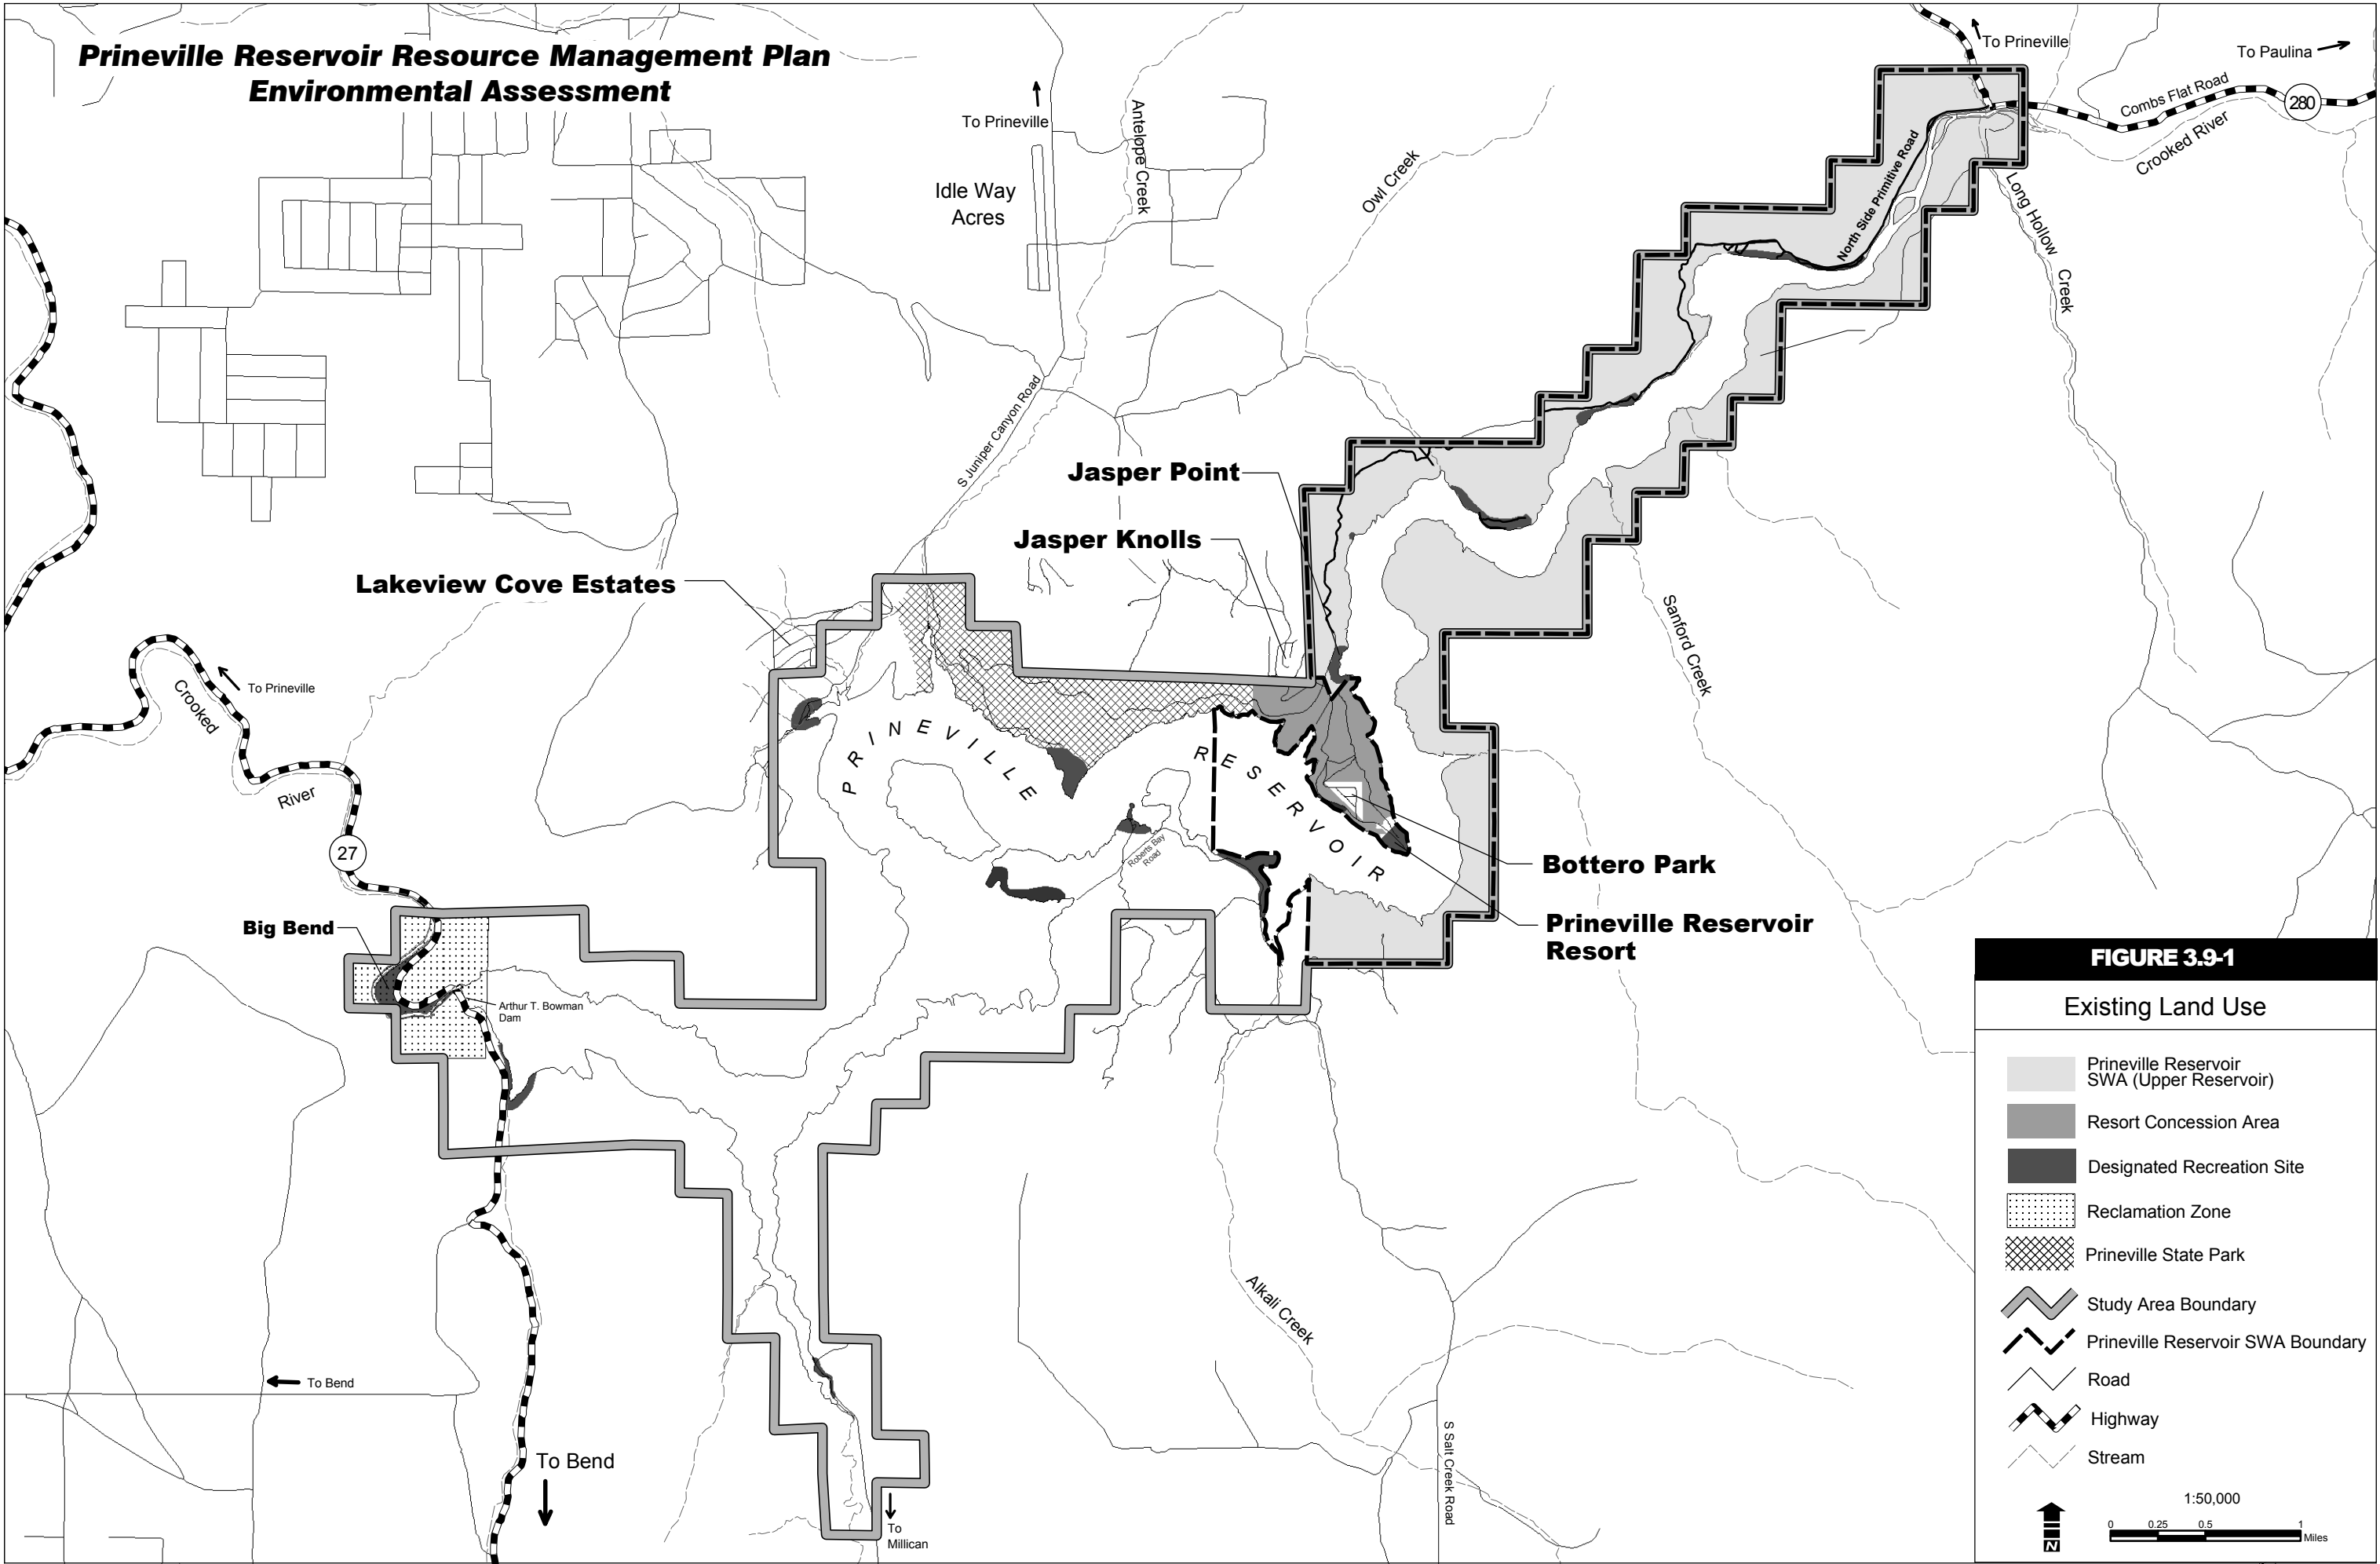 Prineville Reservoir Resource Management Plan
Environmental Assessment
To Prineville
To Paulina
Combs Flat Road
280
Crooked River
North Side Primitive Road
Long Hollow Creek
To Prineville
Antelope Creek
Idle Way
Acres
Owl Creek
S Juniper Canyon Road
Jasper Point
Jasper Knolls
Lakeview Cove Estates
Sanford Creek
To Prineville
Crooked
River
27
PRINEVILLE
RESERVOIR
Roberts Bay
Road
Bottero Park
Prineville Reservoir
Resort
Big Bend
Arthur T. Bowman
Dam
Alkali Creek
S Salt Creek Road
To Bend
To Bend
To
Millican
FIGURE 3.9-1
Existing Land Use
Prineville Reservoir
SWA (Upper Reservoir)
Resort Concession Area
Designated Recreation Site
Reclamation Zone
Prineville State Park
Study Area Boundary
Prineville Reservoir SWA Boundary
Road
Highway
Stream
1:50,000
0 0.25 0.5 1
Miles
N